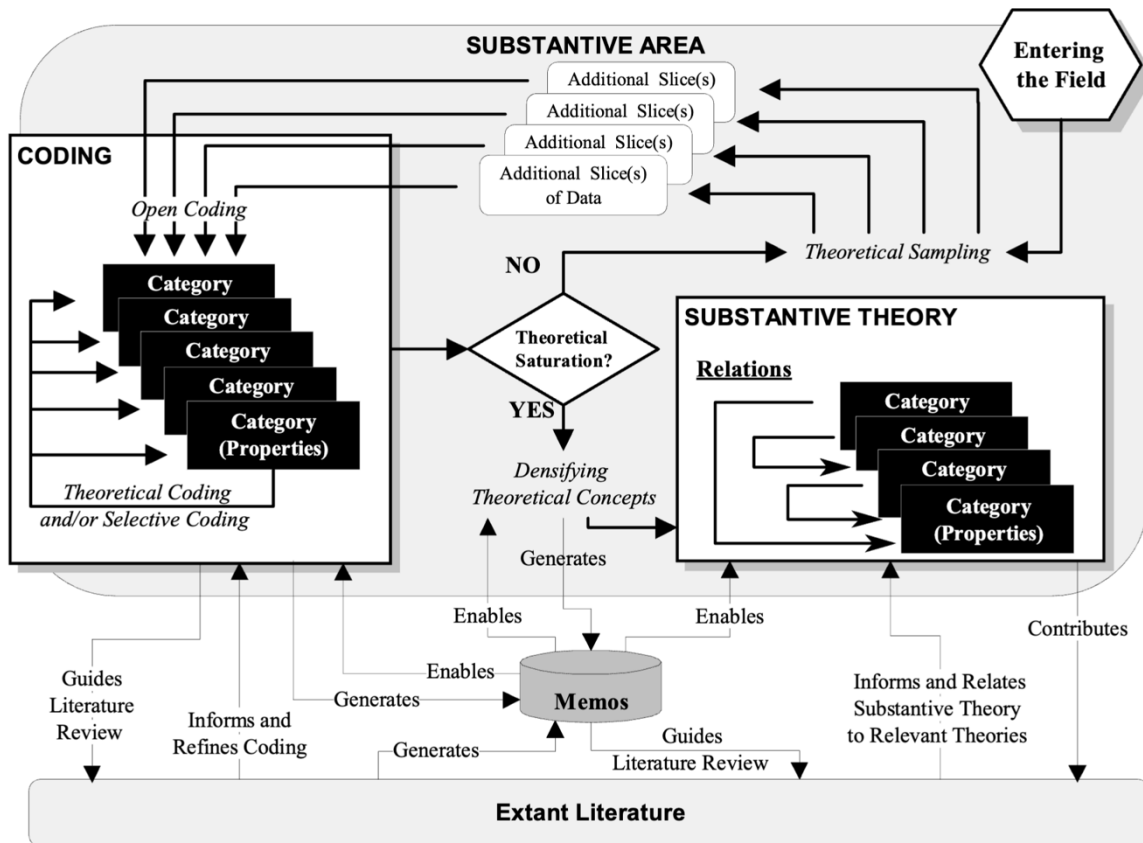 SUBSTANTIVE AREA
Entering
the Field
Additional Slice(s)
Additional Slice(s)
Additional Slice(s)
Additional Slice(s)
of Data
CODING
Open Coding
Category
Category
Category
Category
Category
(Properties)
Theoretical Coding
and/or Selective Coding
NO
Theoretical Sampling
Theoretical
Saturation?
YES
Densifying
Theoretical Concepts
SUBSTANTIVE THEORY
Relations
Category
Category
Category
Category
(Properties)
Generates
Enables
Enables
Contributes
Enables
Generates
Memos
Guides
Literature
Review
Informs and
Refines Coding
Generates
Guides
Literature Review
Informs and Relates
Substantive Theory
to Relevant Theories
Extant Literature